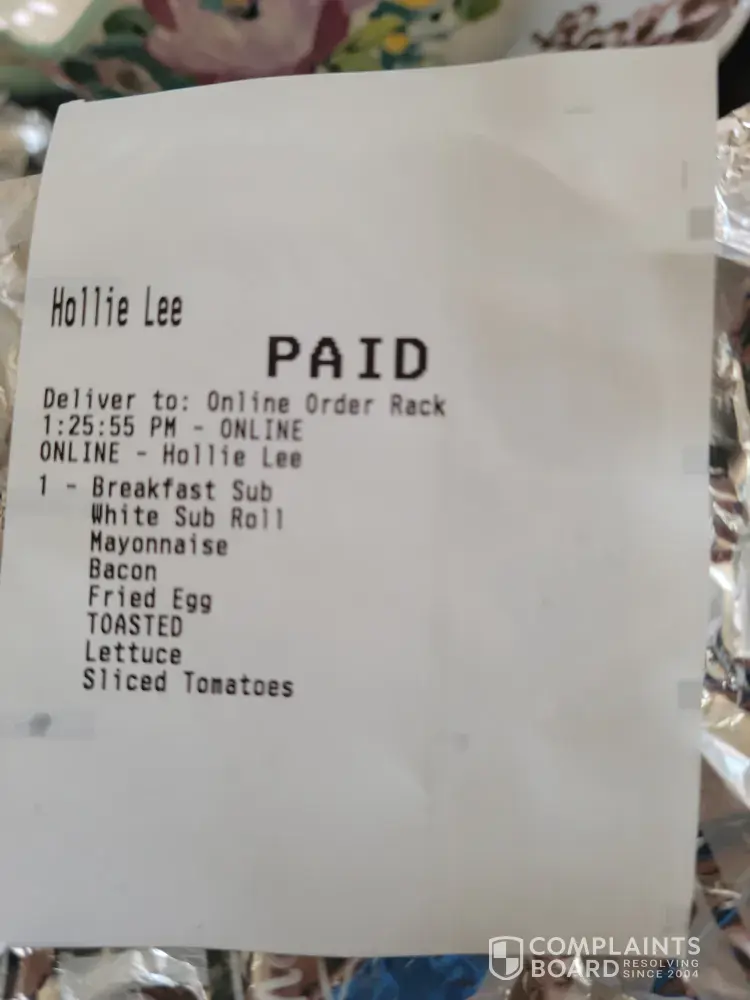 Hollie Lee
PAID
Deliver to: Online Order Rack
1:25:55 PM - ONLINE
ONLINE - Hollie Lee
1 - Breakfast Sub
White Sub Roll
Mayonnaise
Bacon
Fried Egg
TOASTED
Lettuce
Sliced Tomatoes
COMPLAINTS
BOARD RESOLVING
SINCE 2004